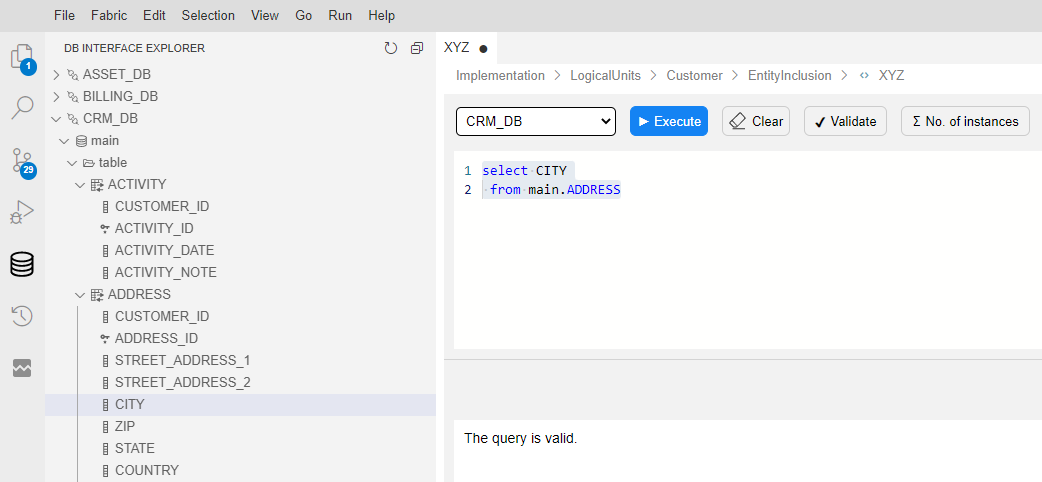 File Fabric Edit Selection View Go Run Help
DB INTERFACE EXPLORER
1
29
ASSET_DB
BILLING_DB
CRM_DB
main
table
ACTIVITY
CUSTOMER_ID
ACTIVITY_ID
ACTIVITY_DATE
ACTIVITY_NOTE
ADDRESS
CUSTOMER_ID
ADDRESS_ID
STREET_ADDRESS_1
STREET_ADDRESS_2
CITY
ZIP
STATE
COUNTRY
XYZ ●
Implementation > LogicalUnits > Customer > EntityInclusion > <> XYZ
CRM_DB Execute Clear Validate Σ No. of instances
1 select CITY
2 from main.ADDRESS
The query is valid.